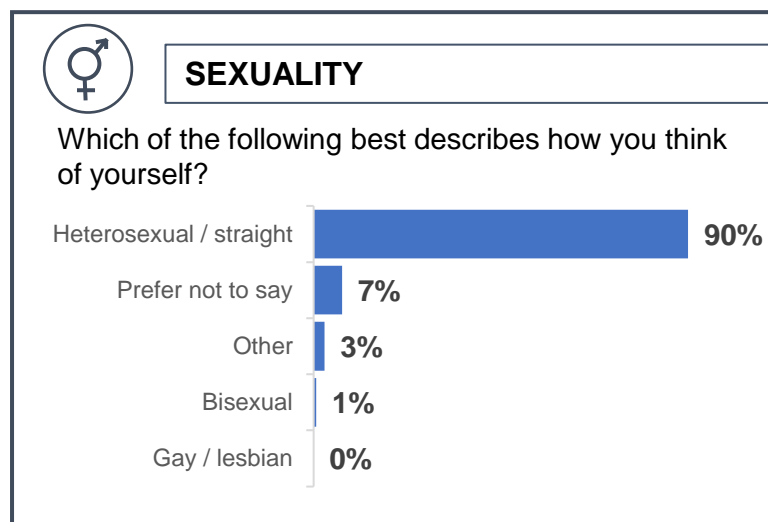 SEXUALITY
Which of the following best describes how you think
of yourself?
Heterosexual / straight 90%
Prefer not to say 7%
Other 3%
Bisexual 1%
Gay / lesbian 0%